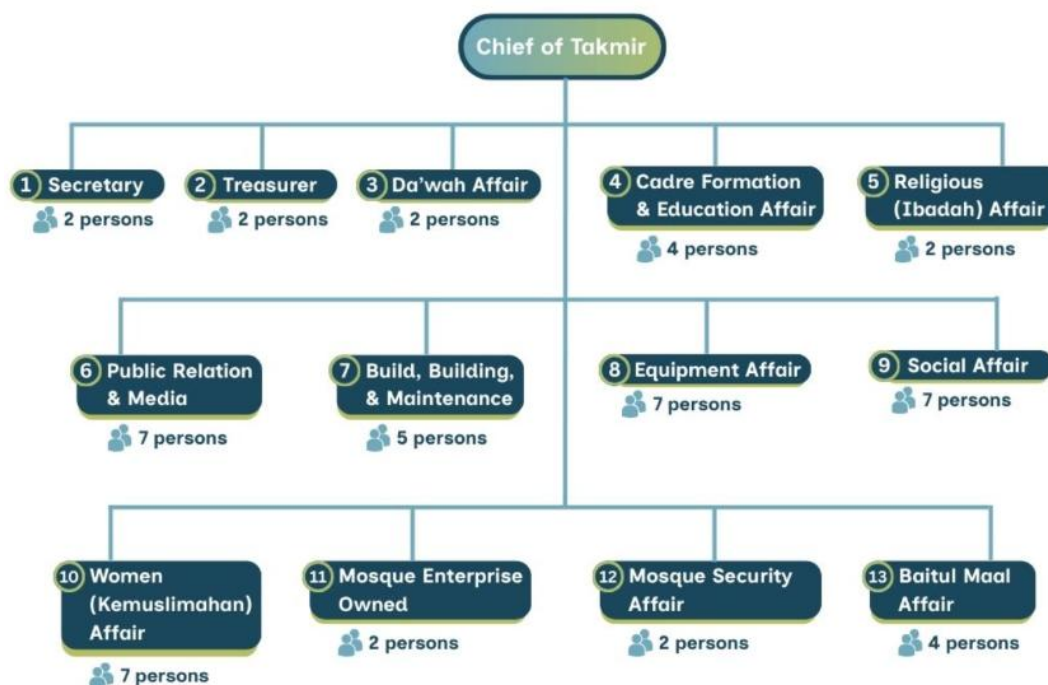 Chief of Takmir
1 Secretary
2 persons
2 Treasurer
2 persons
3 Da'wah Affair
2 persons
4 Cadre Formation
& Education Affair
4 persons
5 Religious
(Ibadah) Affair
2 persons
6 Public Relation
& Media
7 persons
7 Build, Building,
& Maintenance
5 persons
8 Equipment Affair
7 persons
9 Social Affair
7 persons
10 Women
(Kemuslimahan)
Affair
7 persons
11 Mosque Enterprise
Owned
2 persons
12 Mosque Security
Affair
2 persons
13 Baitul Maal
Affair
4 persons